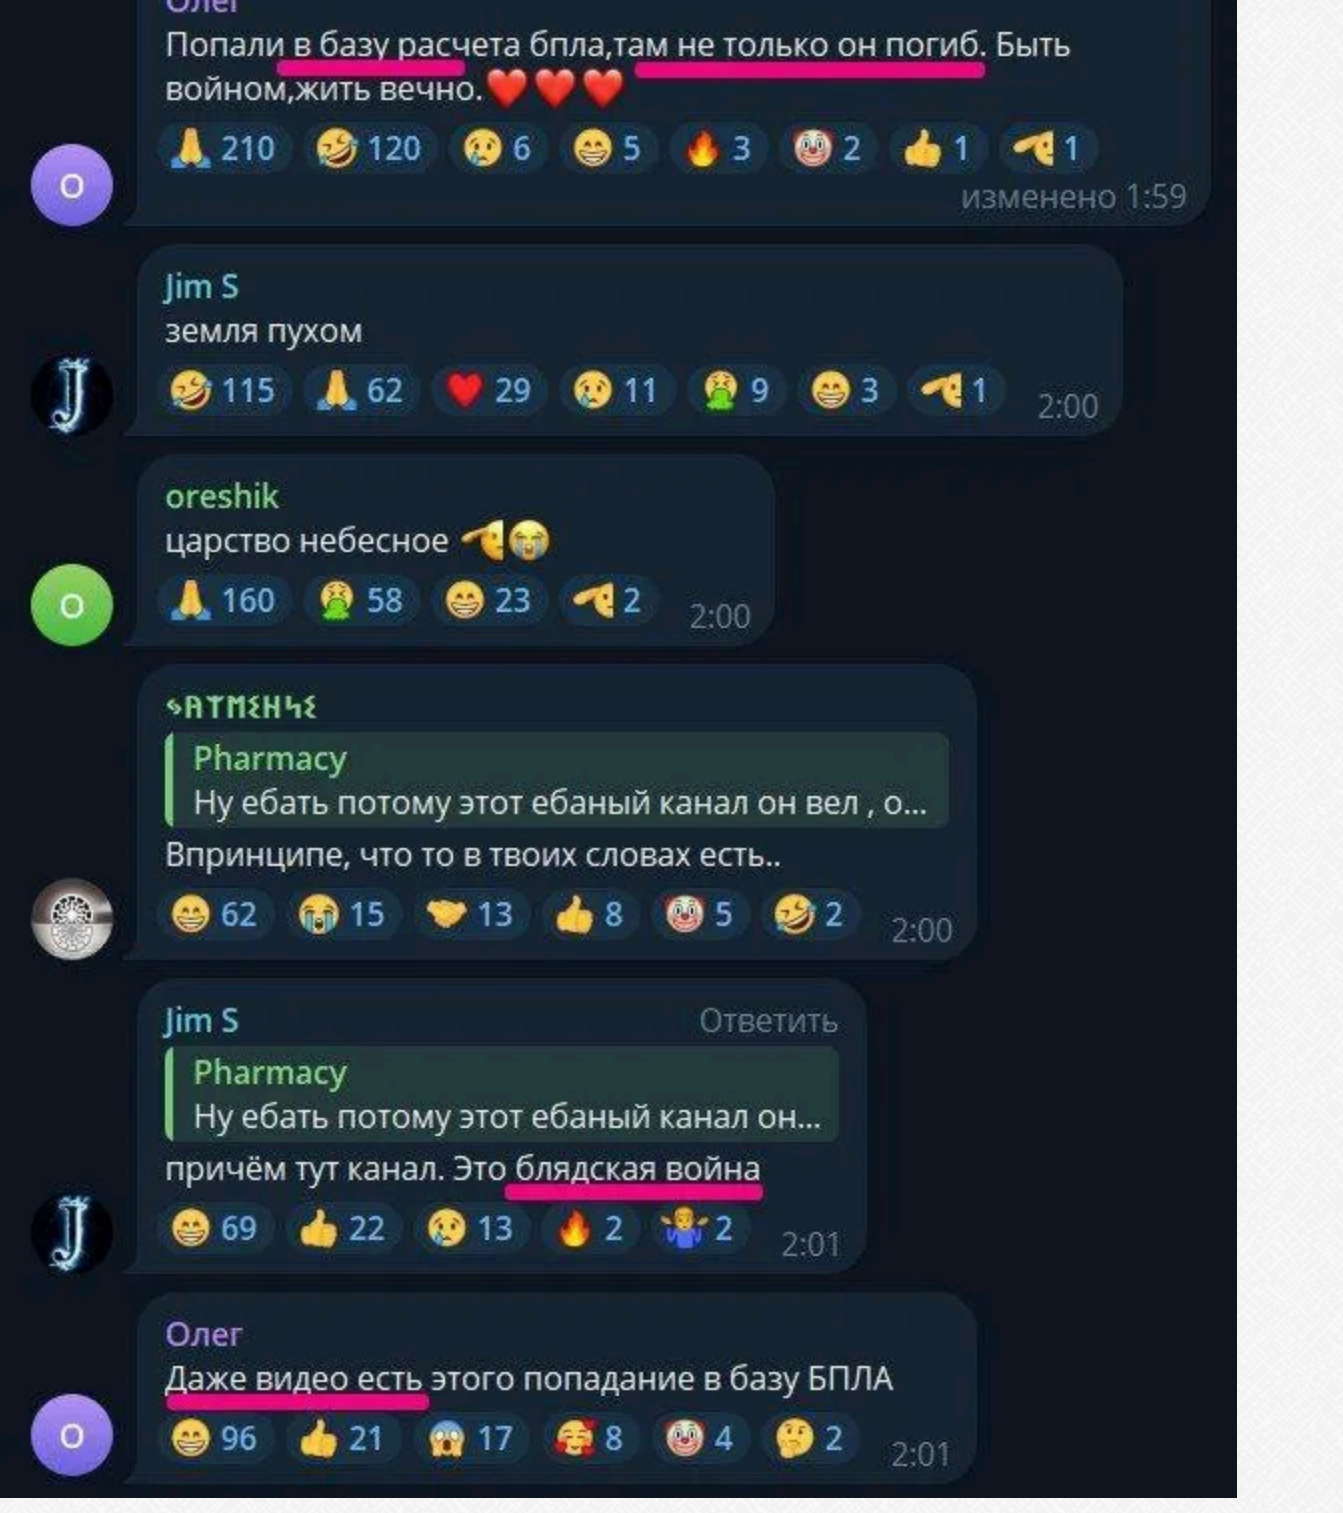 Олег
Попали в базу расчета бпла,там не только он погиб. Быть
войном,жить вечно.❤️❤️❤️
🙏 210 🤣 120 😢 6 😁 5 🔥 3 🤡 2 👍 1 🫡 1
О
изменено 1:59
Jim S
земля пухом
🤣 115 🙏 62 ❤️ 29 😢 11 🤮 9 😁 3 🫡 1
2:00
oreshik
царство небесное 🫡😭
🙏 160 🤮 58 😁 23 🫡 2
О
2:00
Pharmacy
Ну ебать потому этот ебаный канал он вел , о...
Впринципе, что то в твоих словах есть..
😁 62 😭 15 🤝 13 👍 8 🤡 5 🤣 2
2:00
Jim S Ответить
Pharmacy
Ну ебать потому этот ебаный канал он...
причём тут канал. Это блядская война
😁 69 👍 22 😢 13 🔥 2 🤷‍♂️ 2
2:01
Олег
Даже видео есть этого попадание в базу БПЛА
😁 96 👍 21 😱 17 🥰 8 🤡 4 🤔 2
О
2:01